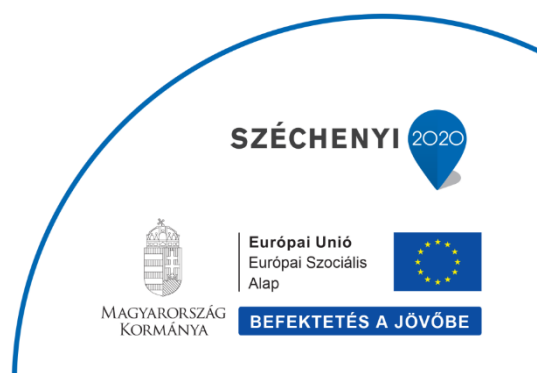 SZÉCHENYI 2020
Európai Unió
Európai Szociális
Alap
MAGYARORSZÁG
KORMÁNYA
BEFEKTETÉS A JÖVŐBE